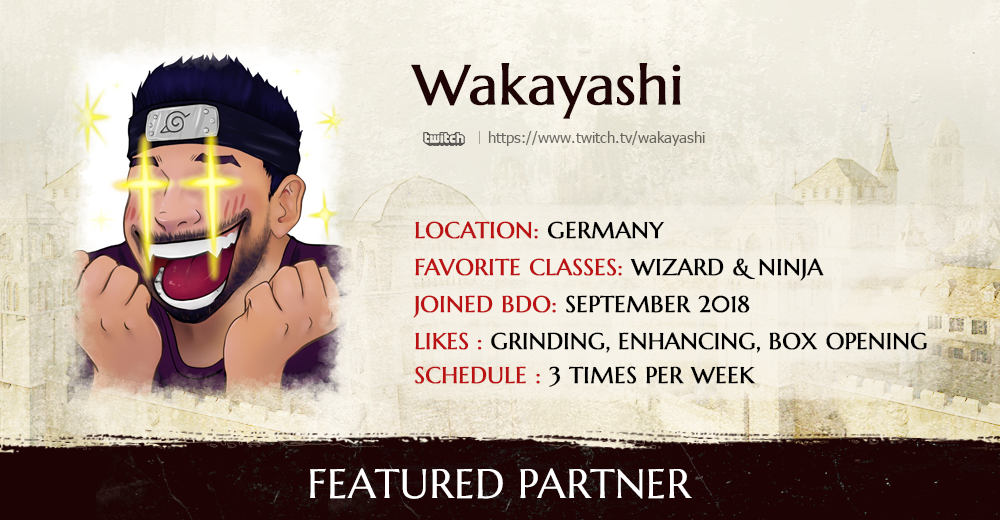 Wakayashi
twitch | https://www.twitch.tv/wakayashi
LOCATION: GERMANY
FAVORITE CLASSES: WIZARD & NINJA
JOINED BDO: SEPTEMBER 2018
LIKES : GRINDING, ENHANCING, BOX OPENING
SCHEDULE : 3 TIMES PER WEEK
FEATURED PARTNER